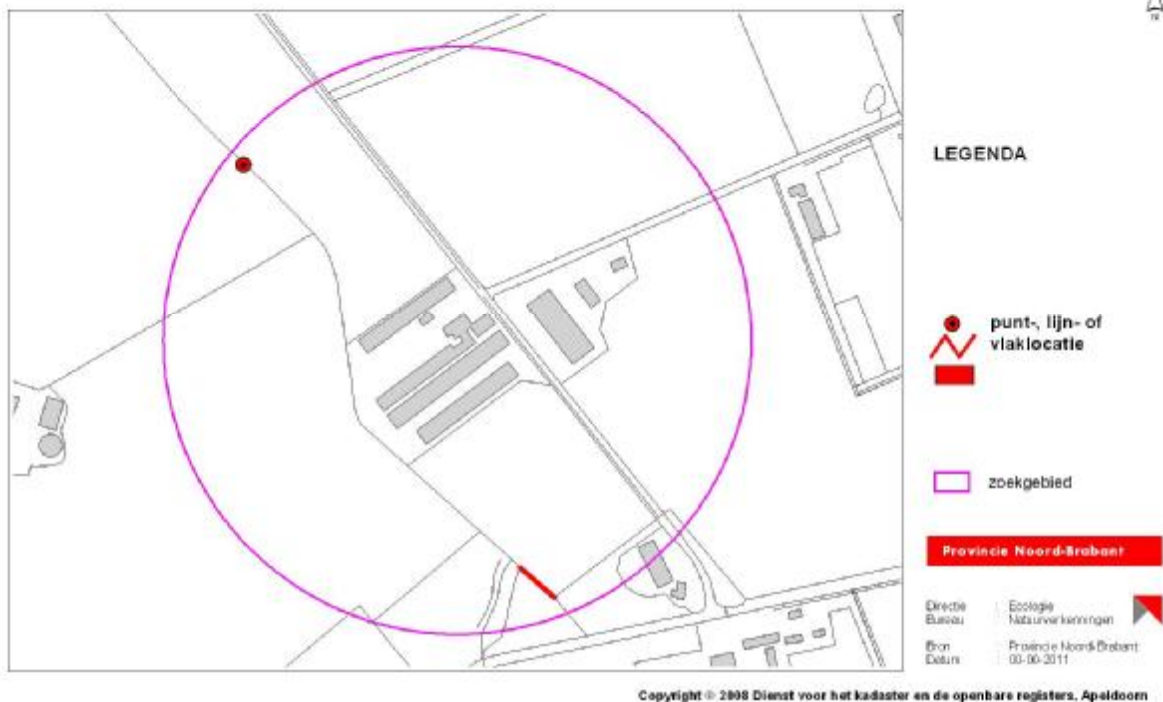 N
LEGENDA
punt-, lijn- of
vlaklocatie
zoekgebied
Provincie Noord-Brabant
Directie : Ecologie
Bureau : Natuurverkenningen
Bron : Provincie Noord-Brabant
Datum : -2011
Copyright © 2008 Dienst voor het kadaster en de openbare registers, Apeldoorn